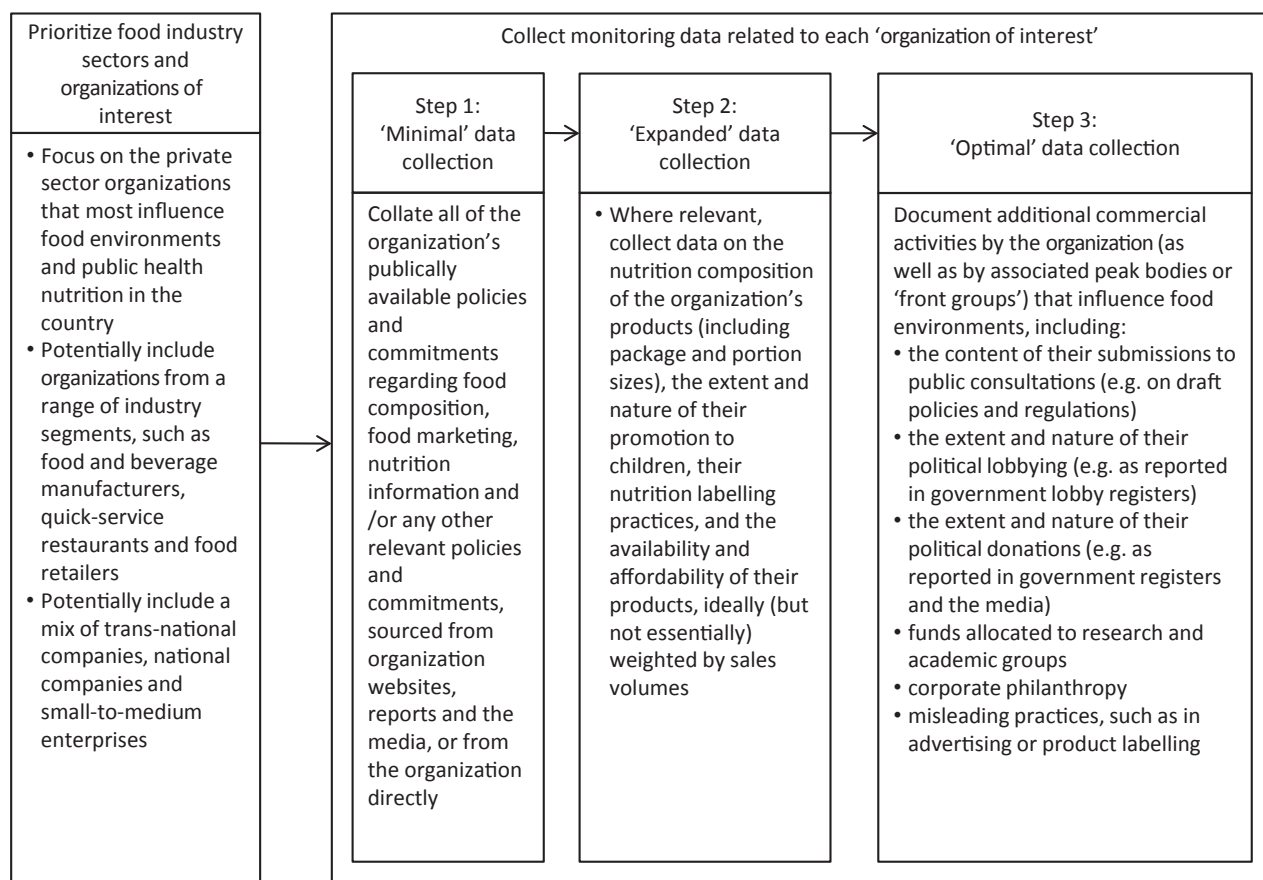 Prioritize food industry
sectors and
organizations of
interest
• Focus on the private
sector organizations
that most influence
food environments
and public health
nutrition in the
country
• Potentially include
organizations from a
range of industry
segments, such as
food and beverage
manufacturers,
quick-service
restaurants and food
retailers
• Potentially include a
mix of trans-national
companies, national
companies and
small-to-medium
enterprises
Collect monitoring data related to each ‘organization of interest’
Step 1:
‘Minimal’ data
collection
Collate all of the
organization’s
publically
available policies
and
commitments
regarding food
composition,
food marketing,
nutrition
information and
/or any other
relevant policies
and
commitments,
sourced from
organization
websites,
reports and the
media, or from
the organization
directly
Step 2:
‘Expanded’ data
collection
• Where relevant,
collect data on the
nutrition composition
of the organization’s
products (including
package and portion
sizes), the extent and
nature of their
promotion to
children, their
nutrition labelling
practices, and the
availability and
affordability of their
products, ideally (but
not essentially)
weighted by sales
volumes
Step 3:
‘Optimal’ data collection
Document additional commercial
activities by the organization (as
well as by associated peak bodies or
‘front groups’) that influence food
environments, including:
• the content of their submissions to
public consultations (e.g. on draft
policies and regulations)
• the extent and nature of their
political lobbying (e.g. as reported
in government lobby registers)
• the extent and nature of their
political donations (e.g. as
reported in government registers
and the media)
• funds allocated to research and
academic groups
• corporate philanthropy
• misleading practices, such as in
advertising or product labelling